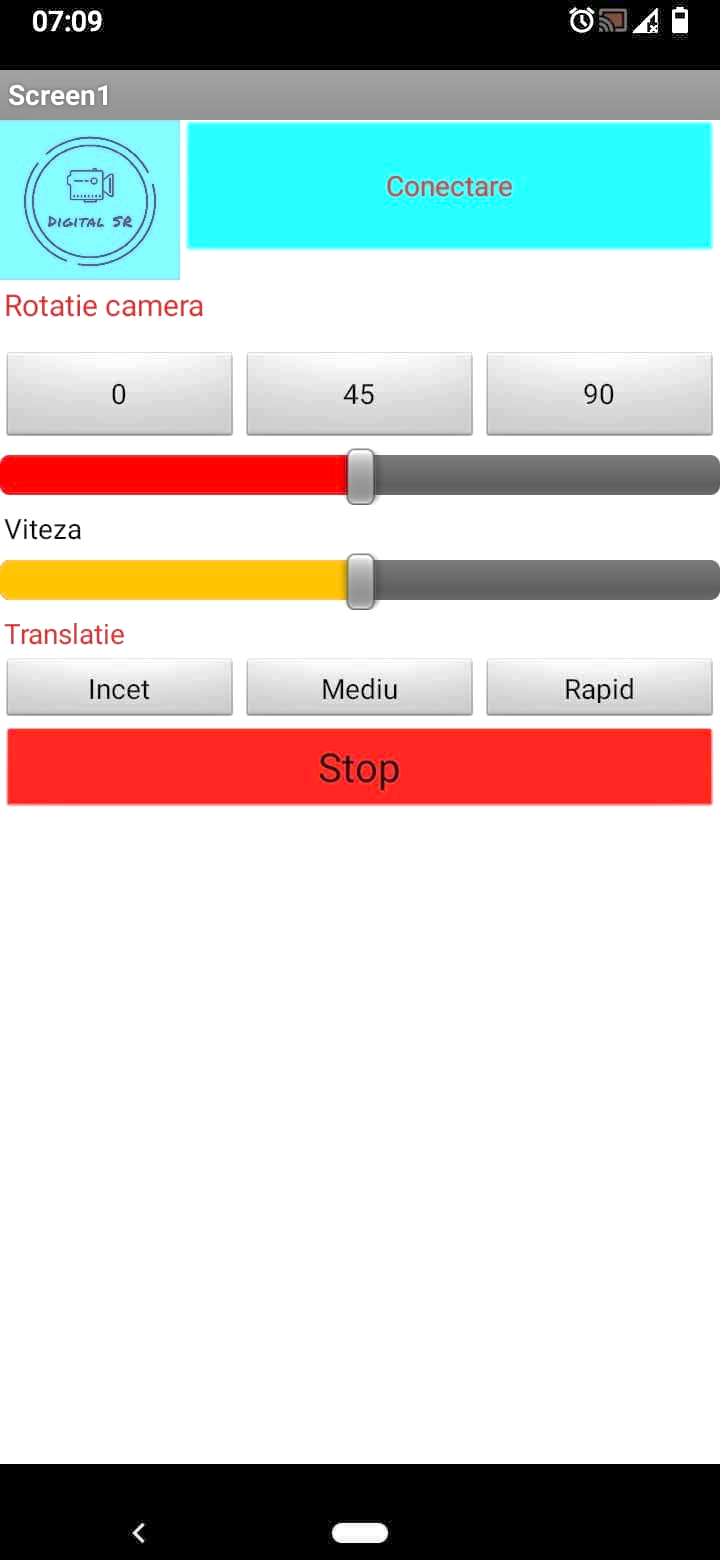 07:09
Screen1
DIGITAL SR
Conectare
Rotatie camera
0 45 90
Viteza
Translatie
Incet Mediu Rapid
Stop